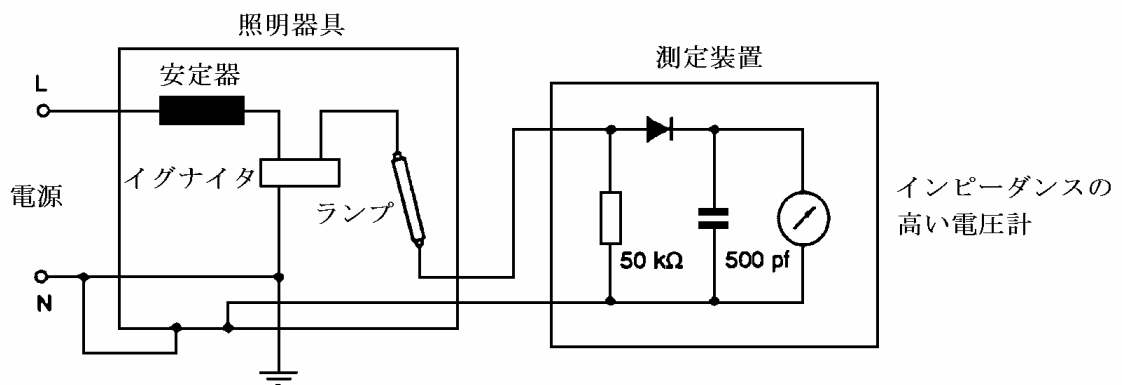 照明器具
測定装置
安定器
L
イグナイタ
電源
ランプ
インピーダンスの
高い電圧計
50 kΩ
500 pf
N